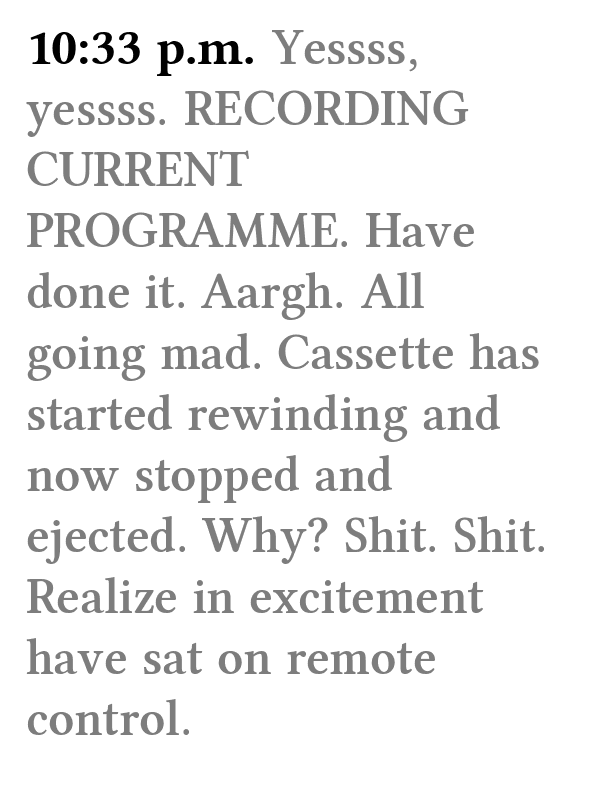 10:33 p.m. Yessss,
yessss. RECORDING
CURRENT
PROGRAMME. Have
done it. Aargh. All
going mad. Cassette has
started rewinding and
now stopped and
ejected. Why? Shit. Shit.
Realize in excitement
have sat on remote
control.